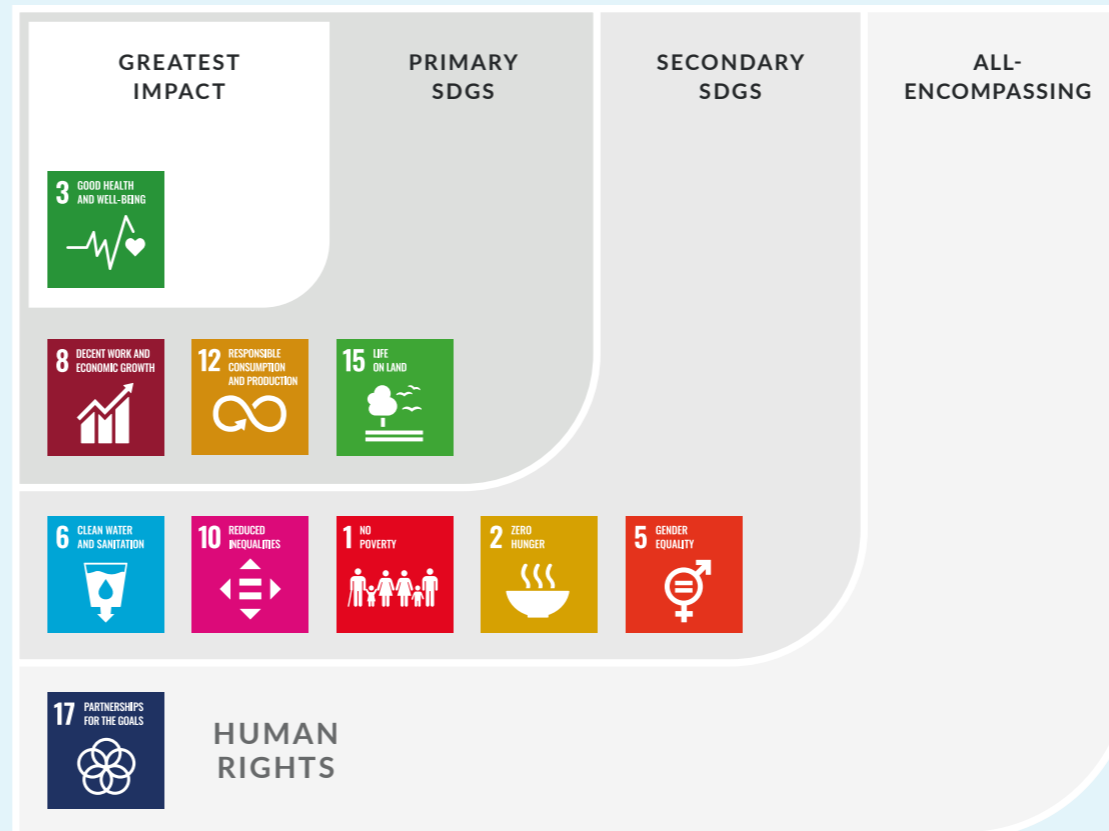 GREATEST
IMPACT
PRIMARY
SDGS
SECONDARY
SDGS
ALL-
ENCOMPASSING
3 GOOD HEALTH
AND WELL-BEING
8 DECENT WORK AND
ECONOMIC GROWTH
12 RESPONSIBLE
CONSUMPTION
AND PRODUCTION
15 LIFE
ON LAND
6 CLEAN WATER
AND SANITATION
10 REDUCED
INEQUALITIES
1 NO
POVERTY
2 ZERO
HUNGER
5 GENDER
EQUALITY
17 PARTNERSHIPS
FOR THE GOALS
HUMAN
RIGHTS